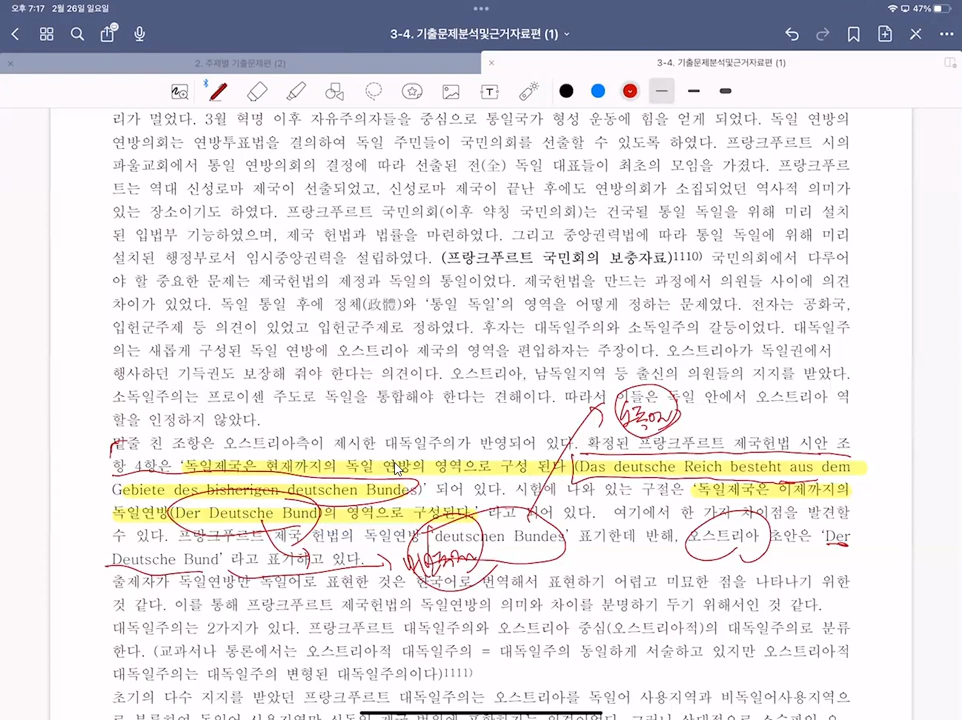 오후 7:17 2월 26일 일요일
47%
3-4. 기출문제분석및근거자료편 (1)
2. 주제별 기출문제편 (2)
3-4. 기출문제분석및근거자료편 (1)
리가 멀었다. 3월 혁명 이후 자유주의자들을 중심으로 통일국가 형성 운동에 힘을 얻게 되었다. 독일 연방의
연방의회는 연방투표법을 결의하여 독일 주민들이 국민의회를 선출할 수 있도록 하였다. 프랑크푸르트 시의
파울교회에서 통일 연방의회의 결정에 따라 선출된 전(全) 독일 대표들이 최초의 모임을 가졌다. 프랑크푸르
트는 역대 신성로마 제국이 선출되었고, 신성로마 제국이 끝난 후에도 연방의회가 소집되었던 역사적 의미가
있는 장소이기도 하였다. 프랑크푸르트 국민의회(이후 약칭 국민의회)는 건국될 통일 독일을 위해 미리 설치
된 입법부 기능하였으며, 제국 헌법과 법률을 마련하였다. 그리고 중앙권력법에 따라 통일 독일에 위해 미리
설치된 행정부로서 임시중앙권력을 설립하였다. (프랑크푸르트 국민회의 보충자료)1110) 국민의회에서 다루어
야 할 중요한 문제는 제국헌법의 제정과 독일의 통일이었다. 제국헌법을 만드는 과정에서 의원들 사이에 의견
차이가 있었다. 독일 통일 후에 정체(政體)와 ‘통일 독일’의 영역을 어떻게 정하는 문제였다. 전자는 공화국,
입헌군주제 등 의견이 있었고 입헌군주제로 정하였다. 후자는 대독일주의와 소독일주의 갈등이었다. 대독일주
의는 새롭게 구성된 독일 연방에 오스트리아 제국의 영역을 편입하자는 주장이다. 오스트리아가 독일권에서
행사하던 기득권도 보장해 줘야 한다는 의견이다. 오스트리아, 남독일지역 등 출신의 의원들의 지지를 받았다.
소독일주의는 프로이센 주도로 독일을 통합해야 한다는 견해이다. 따라서 이들은 독일 안에서 오스트리아 역
할을 인정하지 않았다.
밑줄 친 조항은 오스트리아측이 제시한 대독일주의가 반영되어 있다. 확정된 프랑크푸르트 제국헌법 시안 조
항 4항은 ‘독일제국은 현재까지의 독일 연방의 영역으로 구성 된다 (Das deutsche Reich besteht aus dem
Gebiete des bisherigen deutschen Bundes)’ 되어 있다. 시험에 나와 있는 구절은 ‘독일제국은 이제까지의
독일연방(Der Deutsche Bund)의 영역으로 구성된다.’ 라고 되어 있다. 여기에서 한 가지 차이점을 발견할
수 있다. 프랑크푸르트 제국 헌법의 독일연방 ‘deutschen Bundes’ 표기한데 반해, 오스트리아 초안은 ‘Der
Deutsche Bund’ 라고 표기하고 있다.
출제자가 독일연방만 독일어로 표현한 것은 한국어로 번역해서 표현하기 어렵고 미묘한 점을 나타나기 위한
것 같다. 이를 통해 프랑크푸르트 제국헌법의 독일연방의 의미와 차이를 분명하기 두기 위해서인 것 같다.
대독일주의는 2가지가 있다. 프랑크푸르트 대독일주의와 오스트리아 중심(오스트리아적)의 대독일주의로 분류
한다. (교과서나 통론에서는 오스트리아적 대독일주의 = 대독일주의 동일하게 서술하고 있지만 오스트리아적
대독일주의는 대독일주의 변형된 대독일주의이다)1111)
초기의 다수 지지를 받았던 프랑크푸르트 대독일주의는 오스트리아를 독일어 사용지역과 비독일어사용지역으